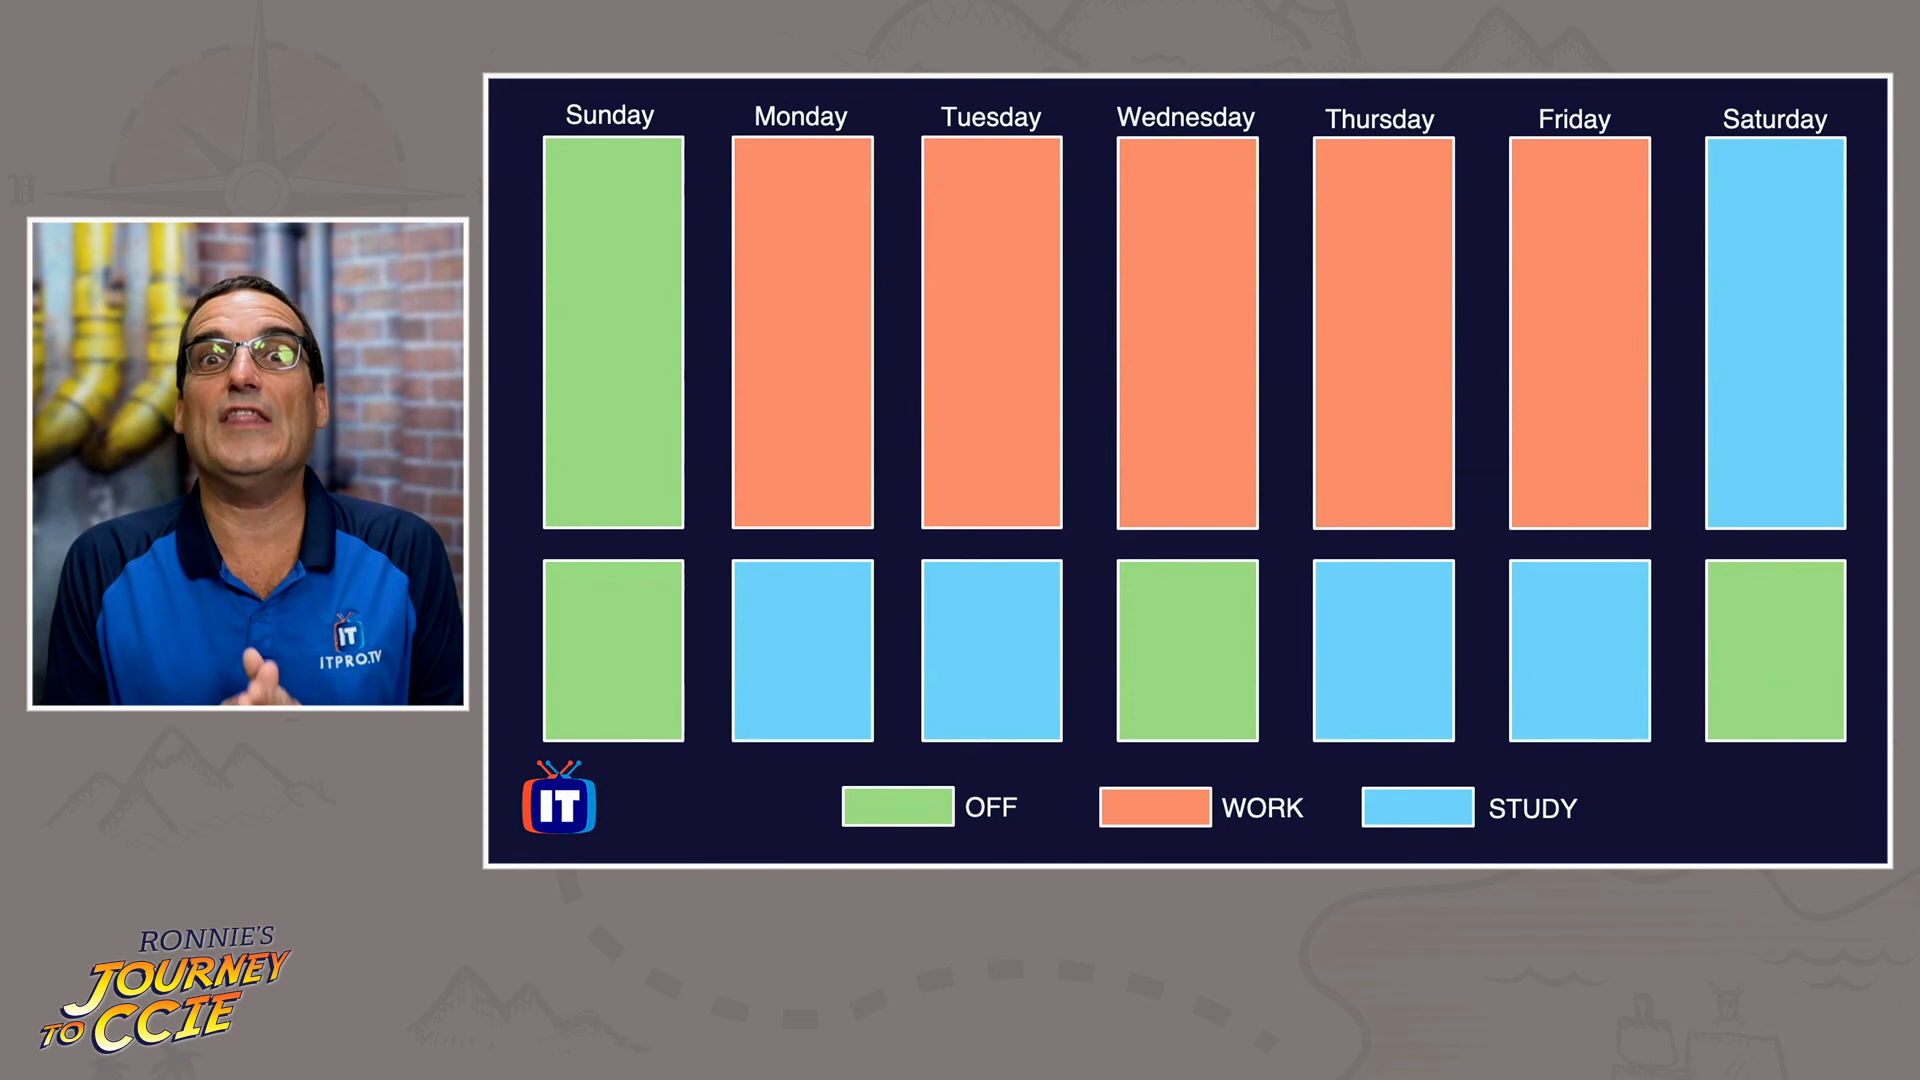 Sunday
Monday
Tuesday
Wednesday
Thursday
Friday
Saturday
IT
ITPRO.TV
IT
OFF
WORK
STUDY
RONNIE'S
JOURNEY
TO CCIE